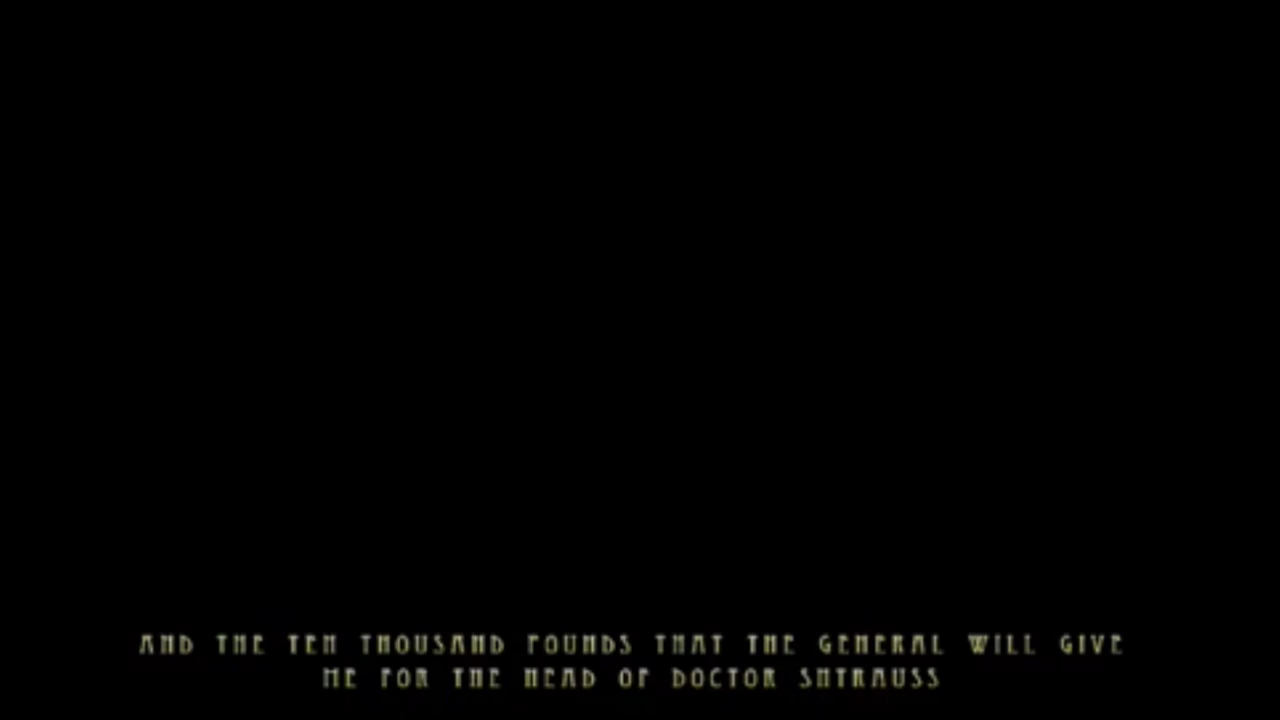 AND THE TEN THOUSAND POUNDS THAT THE GENERAL WILL GIVE
ME FOR THE HEAD OF DOCTOR SHTRAUSS